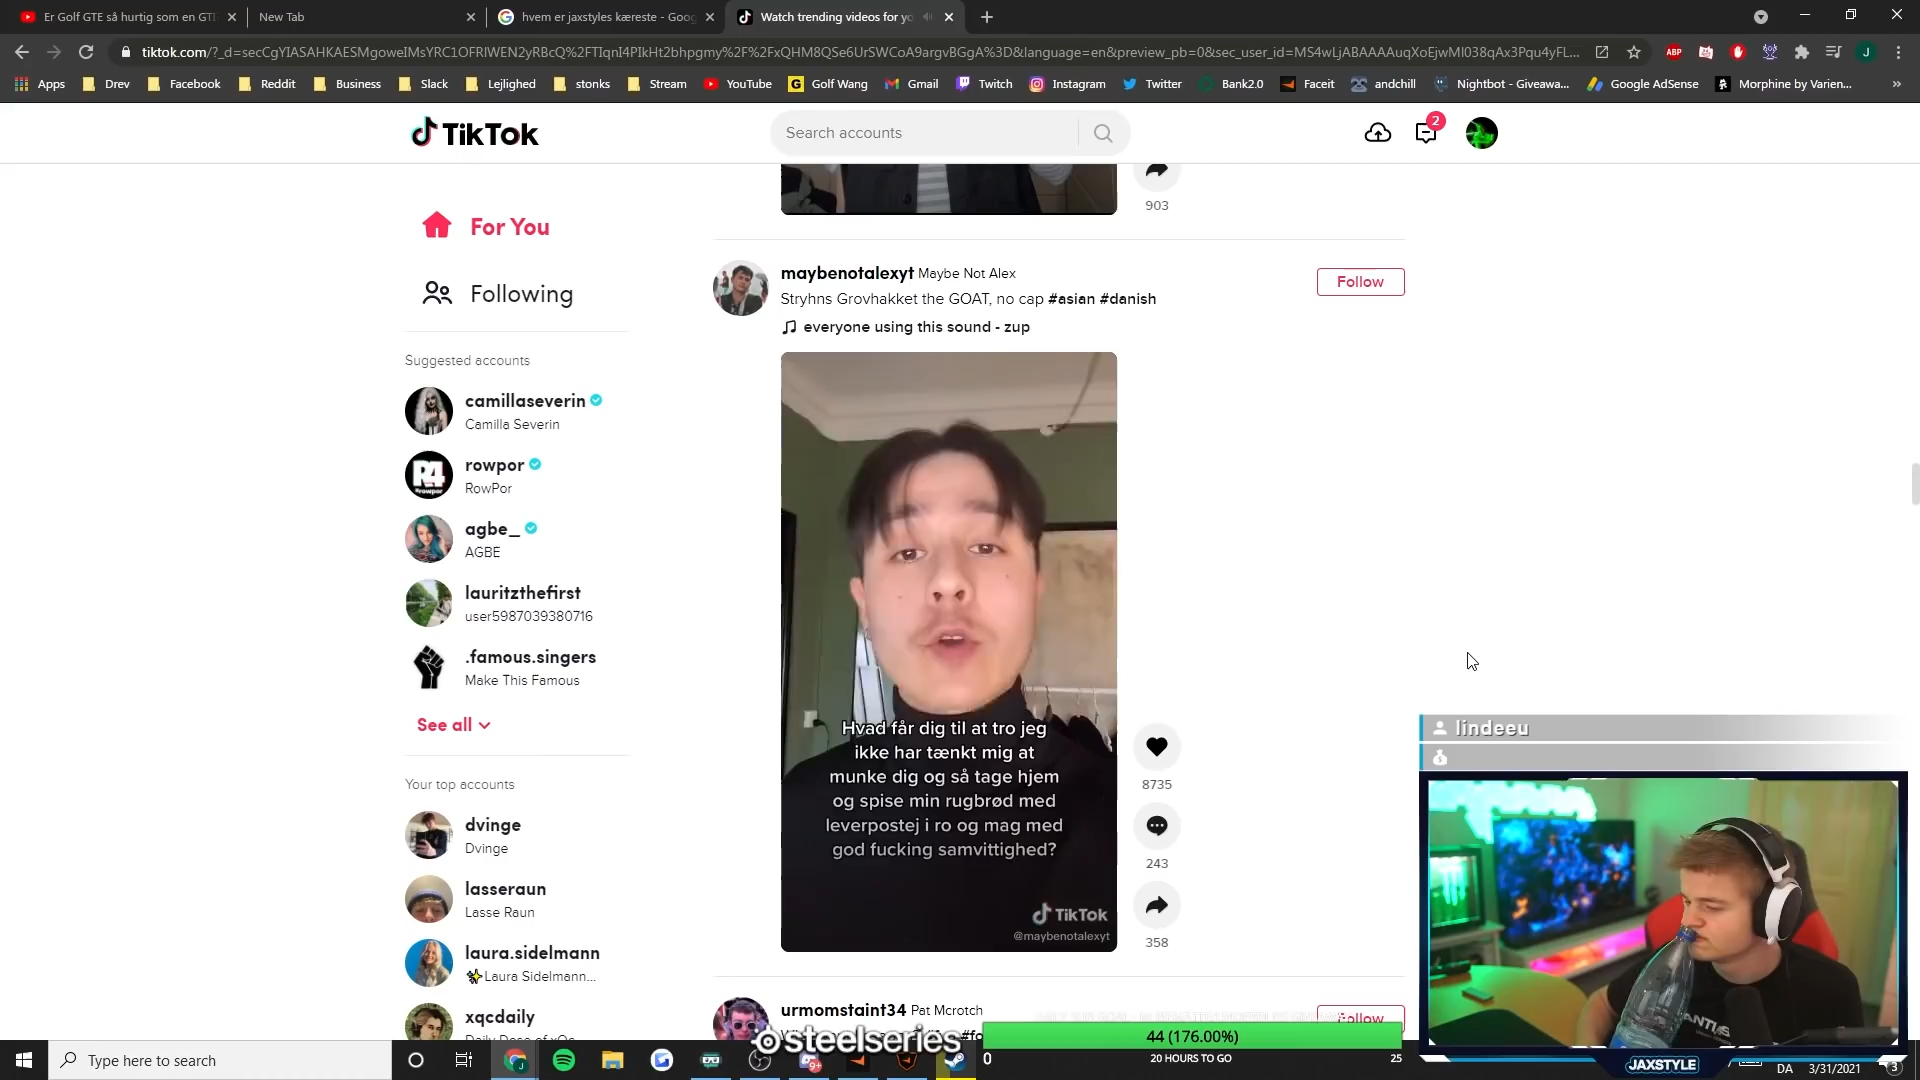 Er Golf GTE så hurtig som en GTI
New Tab
hvem er jaxstyles kæreste - Goog
Watch trending videos for yo
tiktok.com/?_d=secCgYIASAHKAESMgoweIMsYRC1OFRlWEN2yRBcQ%2FTIqnI4PIkHt2bhpgmy%2F%2FxQHM8QSe6UrSWCoA9argvBGgA%3D&language=en&preview_pb=0&sec_user_id=MS4wLjABAAAAuqXoEjwMl038qAx3Pqu4yFL...
ABP
J
Apps
Drev
Facebook
Reddit
Business
Slack
Lejlighed
stonks
Stream
YouTube
Golf Wang
Gmail
Twitch
Instagram
Twitter
Bank2.0
Faceit
andchill
Nightbot - Giveawa...
Google AdSense
Morphine by Varien...
»
TikTok
Search accounts
2
For You
Following
Suggested accounts
camillaseverin
Camilla Severin
rowpor
RowPor
agbe_
AGBE
lauritzthefirst
user5987039380716
.famous.singers
Make This Famous
See all
Your top accounts
dvinge
Dvinge
lasseraun
Lasse Raun
laura.sidelmann
✨Laura Sidelmann...
xqcdaily
903
maybenotalexyt Maybe Not Alex
Follow
Stryhns Grovhakket the GOAT, no cap #asian #danish
everyone using this sound - zup
Hvad får dig til at tro jeg
ikke har tænkt mig at
munke dig og så tage hjem
og spise min rugbrød med
leverpostej i ro og mag med
god fucking samvittighed?
TikTok
@maybenotalexyt
8735
243
358
urmomstaint34 Pat Mcrotch
Follow
lindeeu
steelseries
44 (176.00%)
0
20 HOURS TO GO
25
JAXSTYLE
Type here to search
9+
DA
3/31/2021
3